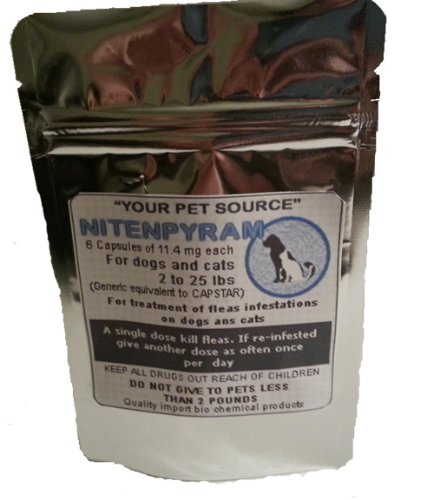 "YOUR PET SOURCE"
NITENPYRAM
6 Capsules of 11.4 mg each
For dogs and cats
2 to 25 lbs
(Generic equivalent to CAPSTAR)
For treatment of fleas infestations
on dogs ans cats
A single dose kill fleas. If re-infested
give another dose as often once
per day
KEEP ALL DRUGS OUT REACH OF CHILDREN
DO NOT GIVE TO PETS LESS
THAN 2 POUNDS
Quality import bio chemical products